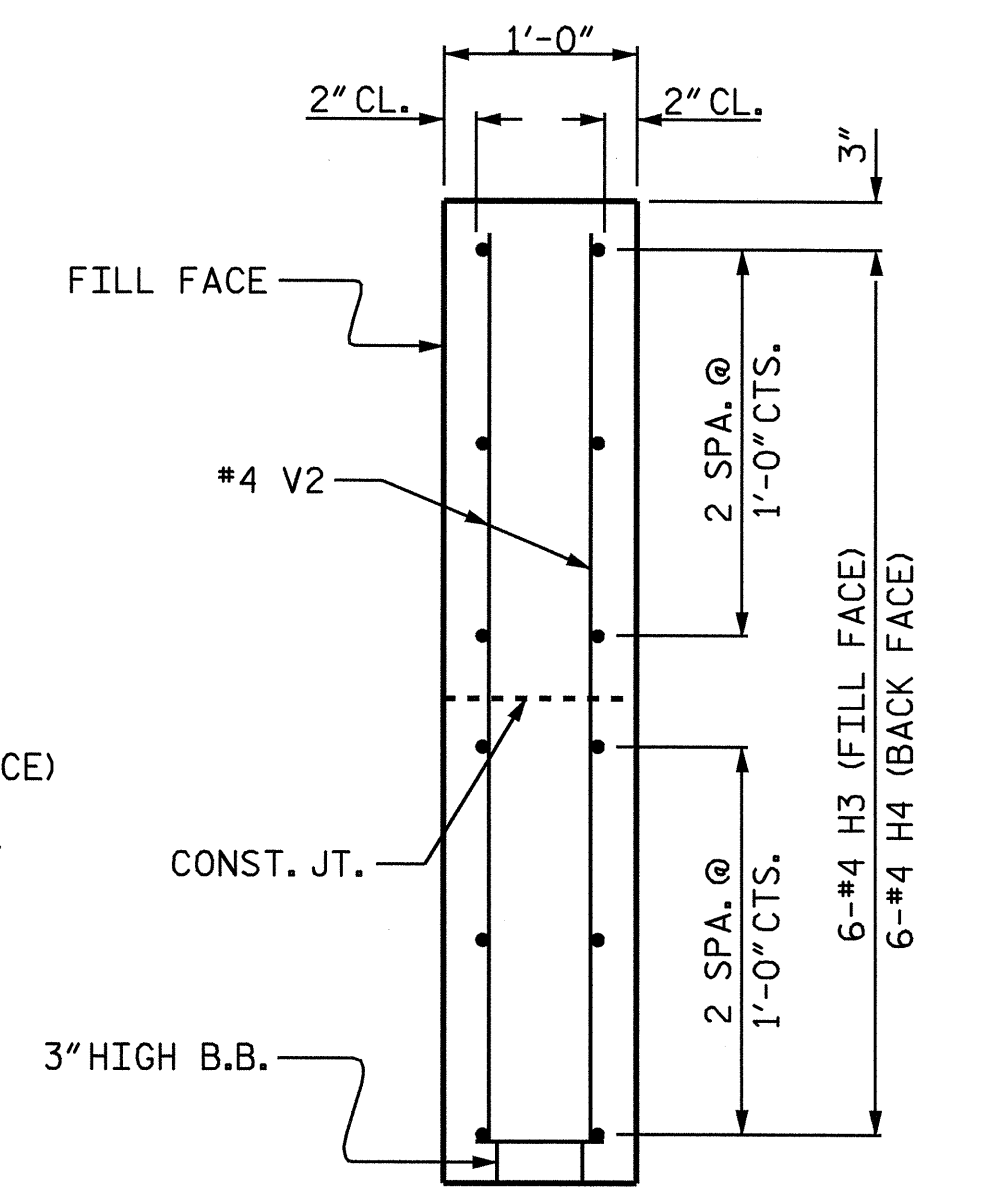 1'-0"
2" CL.
2" CL.
3"
FILL FACE
2 SPA. @
1'-0" CTS.
#4 V2
6-#4 H3 (FILL FACE)
6-#4 H4 (BACK FACE)
CE)
CONST. JT.
2 SPA. @
1'-0" CTS.
3" HIGH B.B.